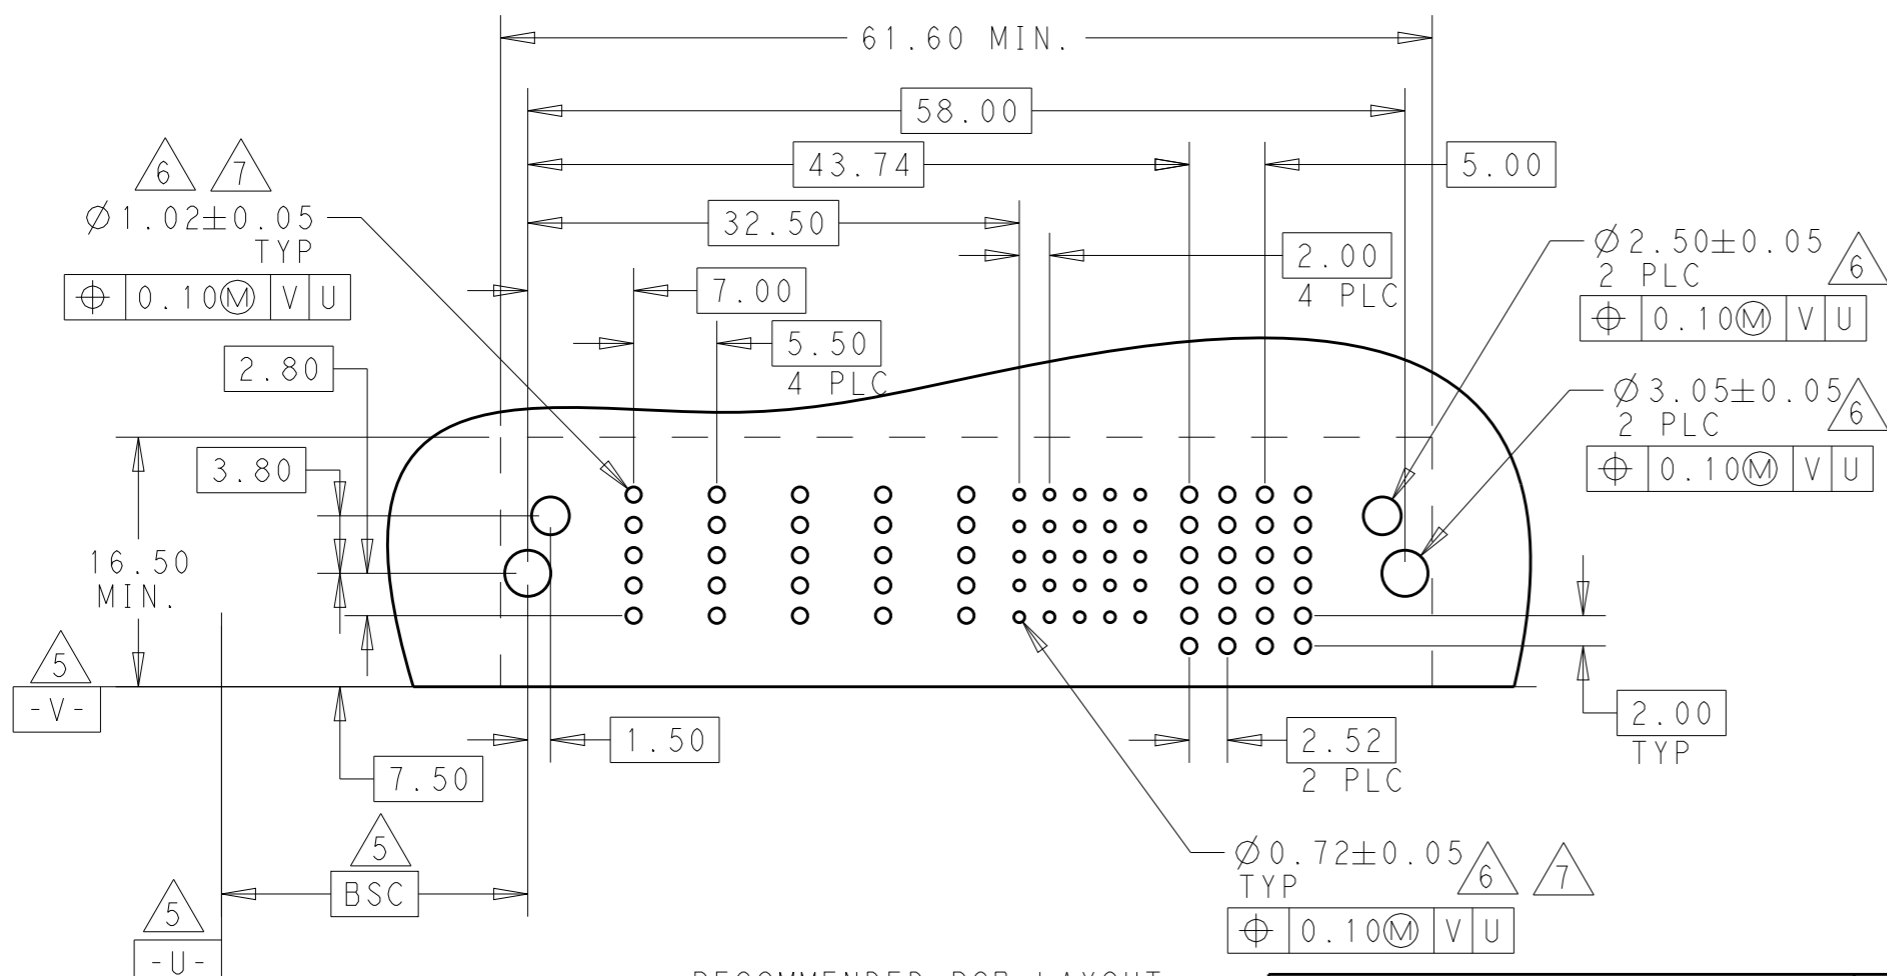 61.60 MIN.
58.00
43.74
5.00
6 7
Ø1.02±0.05
TYP
⌖ 0.10Ⓜ V U
32.50
2.00
4 PLC
Ø2.50±0.05 6
2 PLC
⌖ 0.10Ⓜ V U
7.00
5.50
4 PLC
2.80
Ø3.05±0.05 6
2 PLC
⌖ 0.10Ⓜ V U
3.80
16.50
MIN.
5
-V-
1.50
2.52
2 PLC
2.00
TYP
7.50
5
BSC
5
-U-
Ø0.72±0.05 6 7
TYP
⌖ 0.10Ⓜ V U
RECOMMENDED PCB LAYOUT